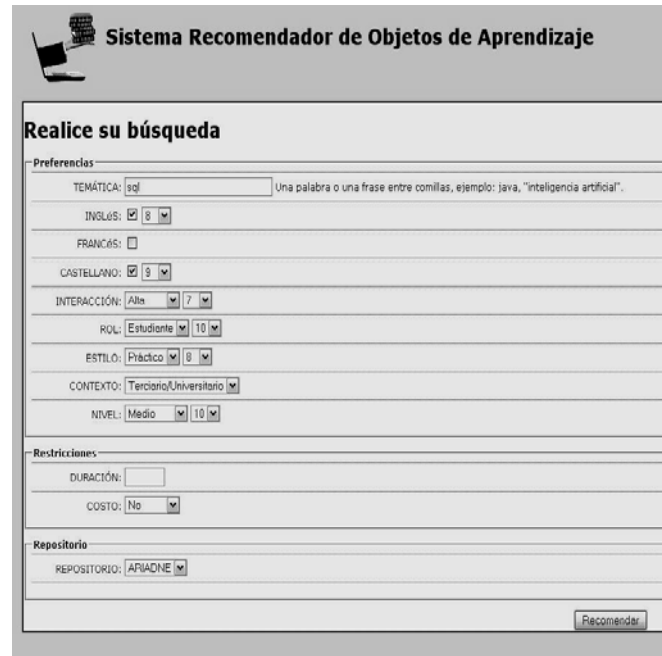 Sistema Recomendador de Objetos de Aprendizaje
Realice su búsqueda
Preferencias
TEMÁTICA: sql Una palabra o una frase entre comillas, ejemplo: java, "inteligencia artificial".
INGLéS: 8
FRANCéS:
CASTELLANO: 9
INTERACCIÓN: Alta 7
ROL: Estudiante 10
ESTILO: Práctico 8
CONTEXTO: Terciario/Universitario
NIVEL: Medio 10
Restricciones
DURACIÓN:
COSTO: No
Repositorio
REPOSITORIO: ARIADNE
Recomendar